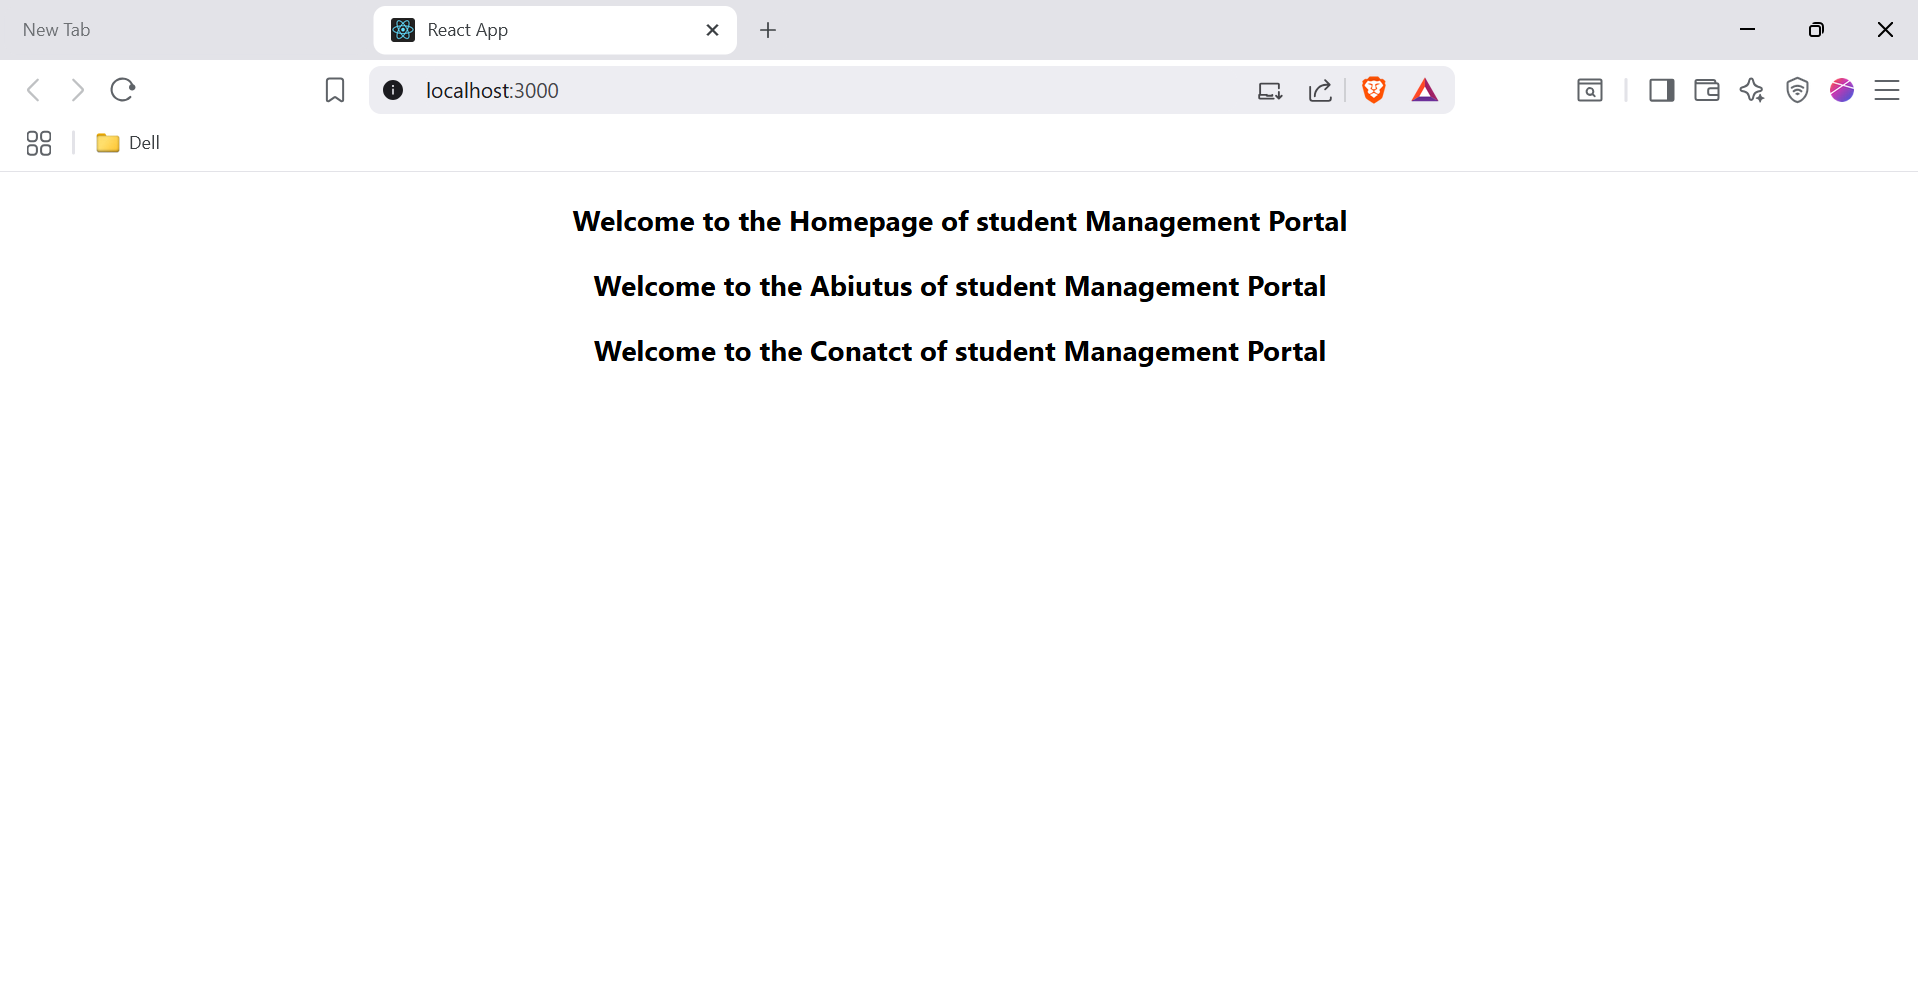 New Tab
React App
localhost:3000
Dell
Welcome to the Homepage of student Management Portal
Welcome to the Abiutus of student Management Portal
Welcome to the Conatct of student Management Portal